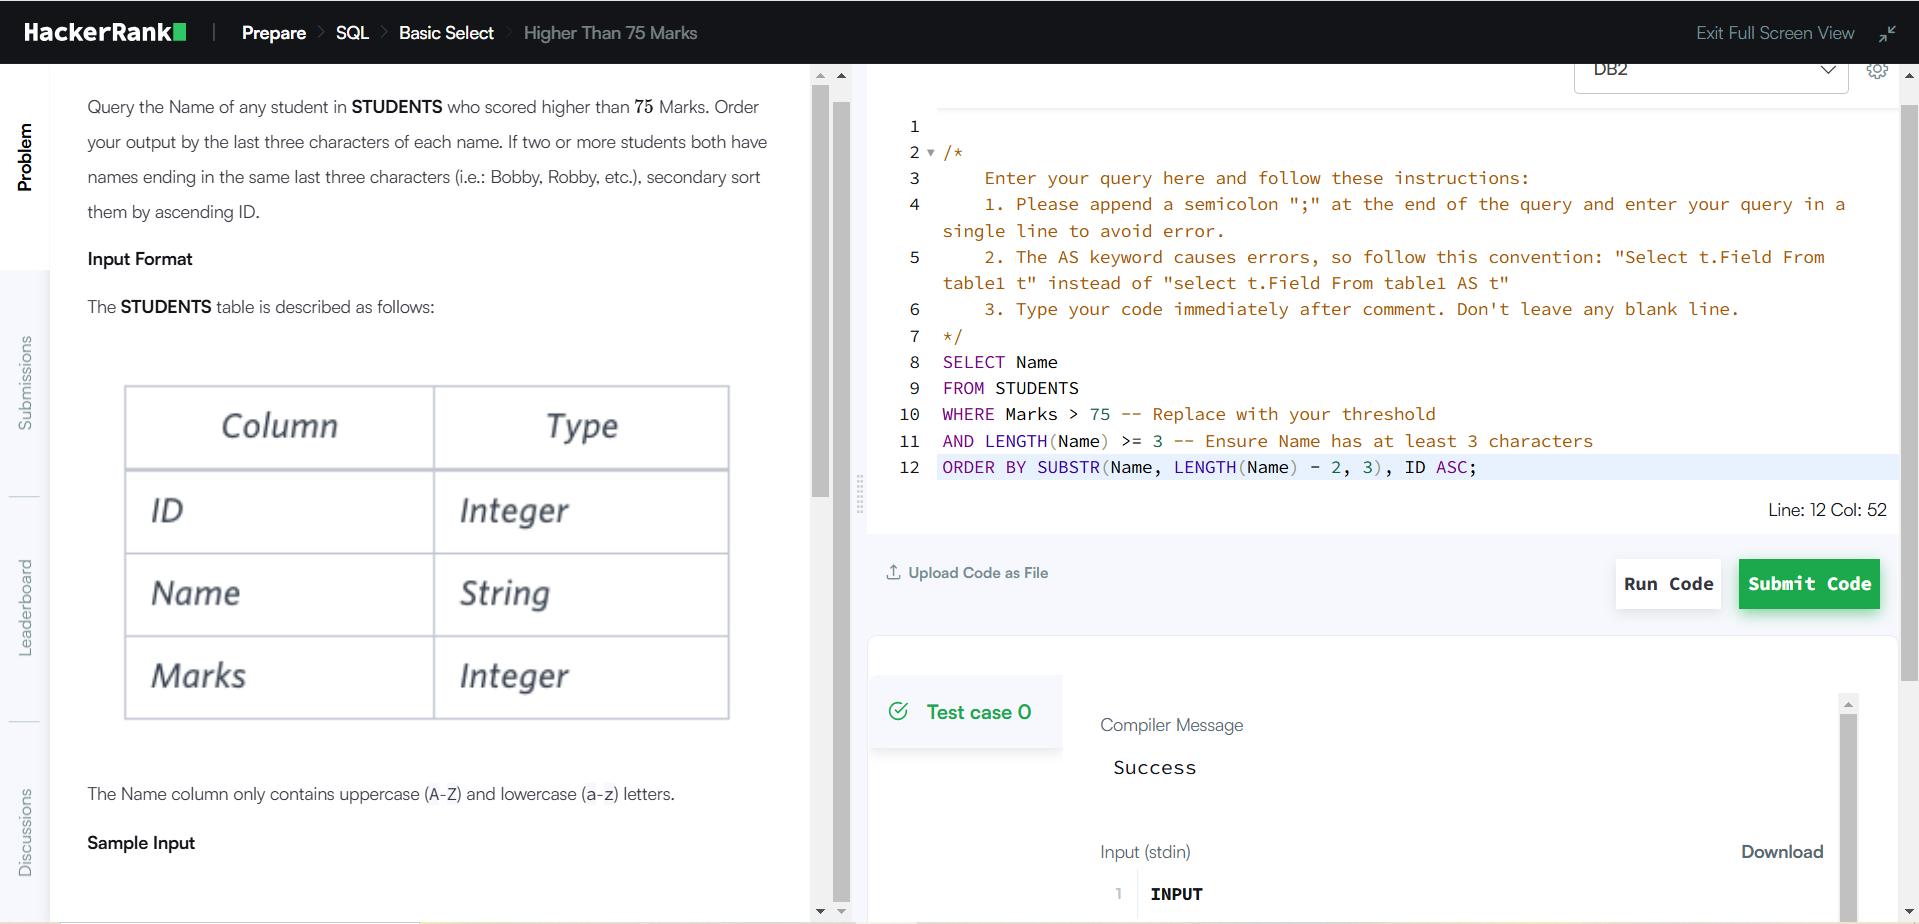 HackerRank
Prepare > SQL > Basic Select > Higher Than 75 Marks
Exit Full Screen View
Problem
Submissions
Leaderboard
Discussions
Query the Name of any student in STUDENTS who scored higher than 75 Marks. Order
your output by the last three characters of each name. If two or more students both have
names ending in the same last three characters (i.e.: Bobby, Robby, etc.), secondary sort
them by ascending ID.
Input Format
The STUDENTS table is described as follows:
Column Type
ID Integer
Name String
Marks Integer
The Name column only contains uppercase (A-Z) and lowercase (a-z) letters.
Sample Input
DB2
1
2 /*
3 Enter your query here and follow these instructions:
4 1. Please append a semicolon ";" at the end of the query and enter your query in a
single line to avoid error.
5 2. The AS keyword causes errors, so follow this convention: "Select t.Field From
table1 t" instead of "select t.Field From table1 AS t"
6 3. Type your code immediately after comment. Don't leave any blank line.
7 */
8 SELECT Name
9 FROM STUDENTS
10 WHERE Marks > 75 -- Replace with your threshold
11 AND LENGTH(Name) >= 3 -- Ensure Name has at least 3 characters
12 ORDER BY SUBSTR(Name, LENGTH(Name) - 2, 3), ID ASC;
Line: 12 Col: 52
Upload Code as File
Run Code
Submit Code
Test case 0
Compiler Message
Success
Input (stdin)
Download
1 INPUT